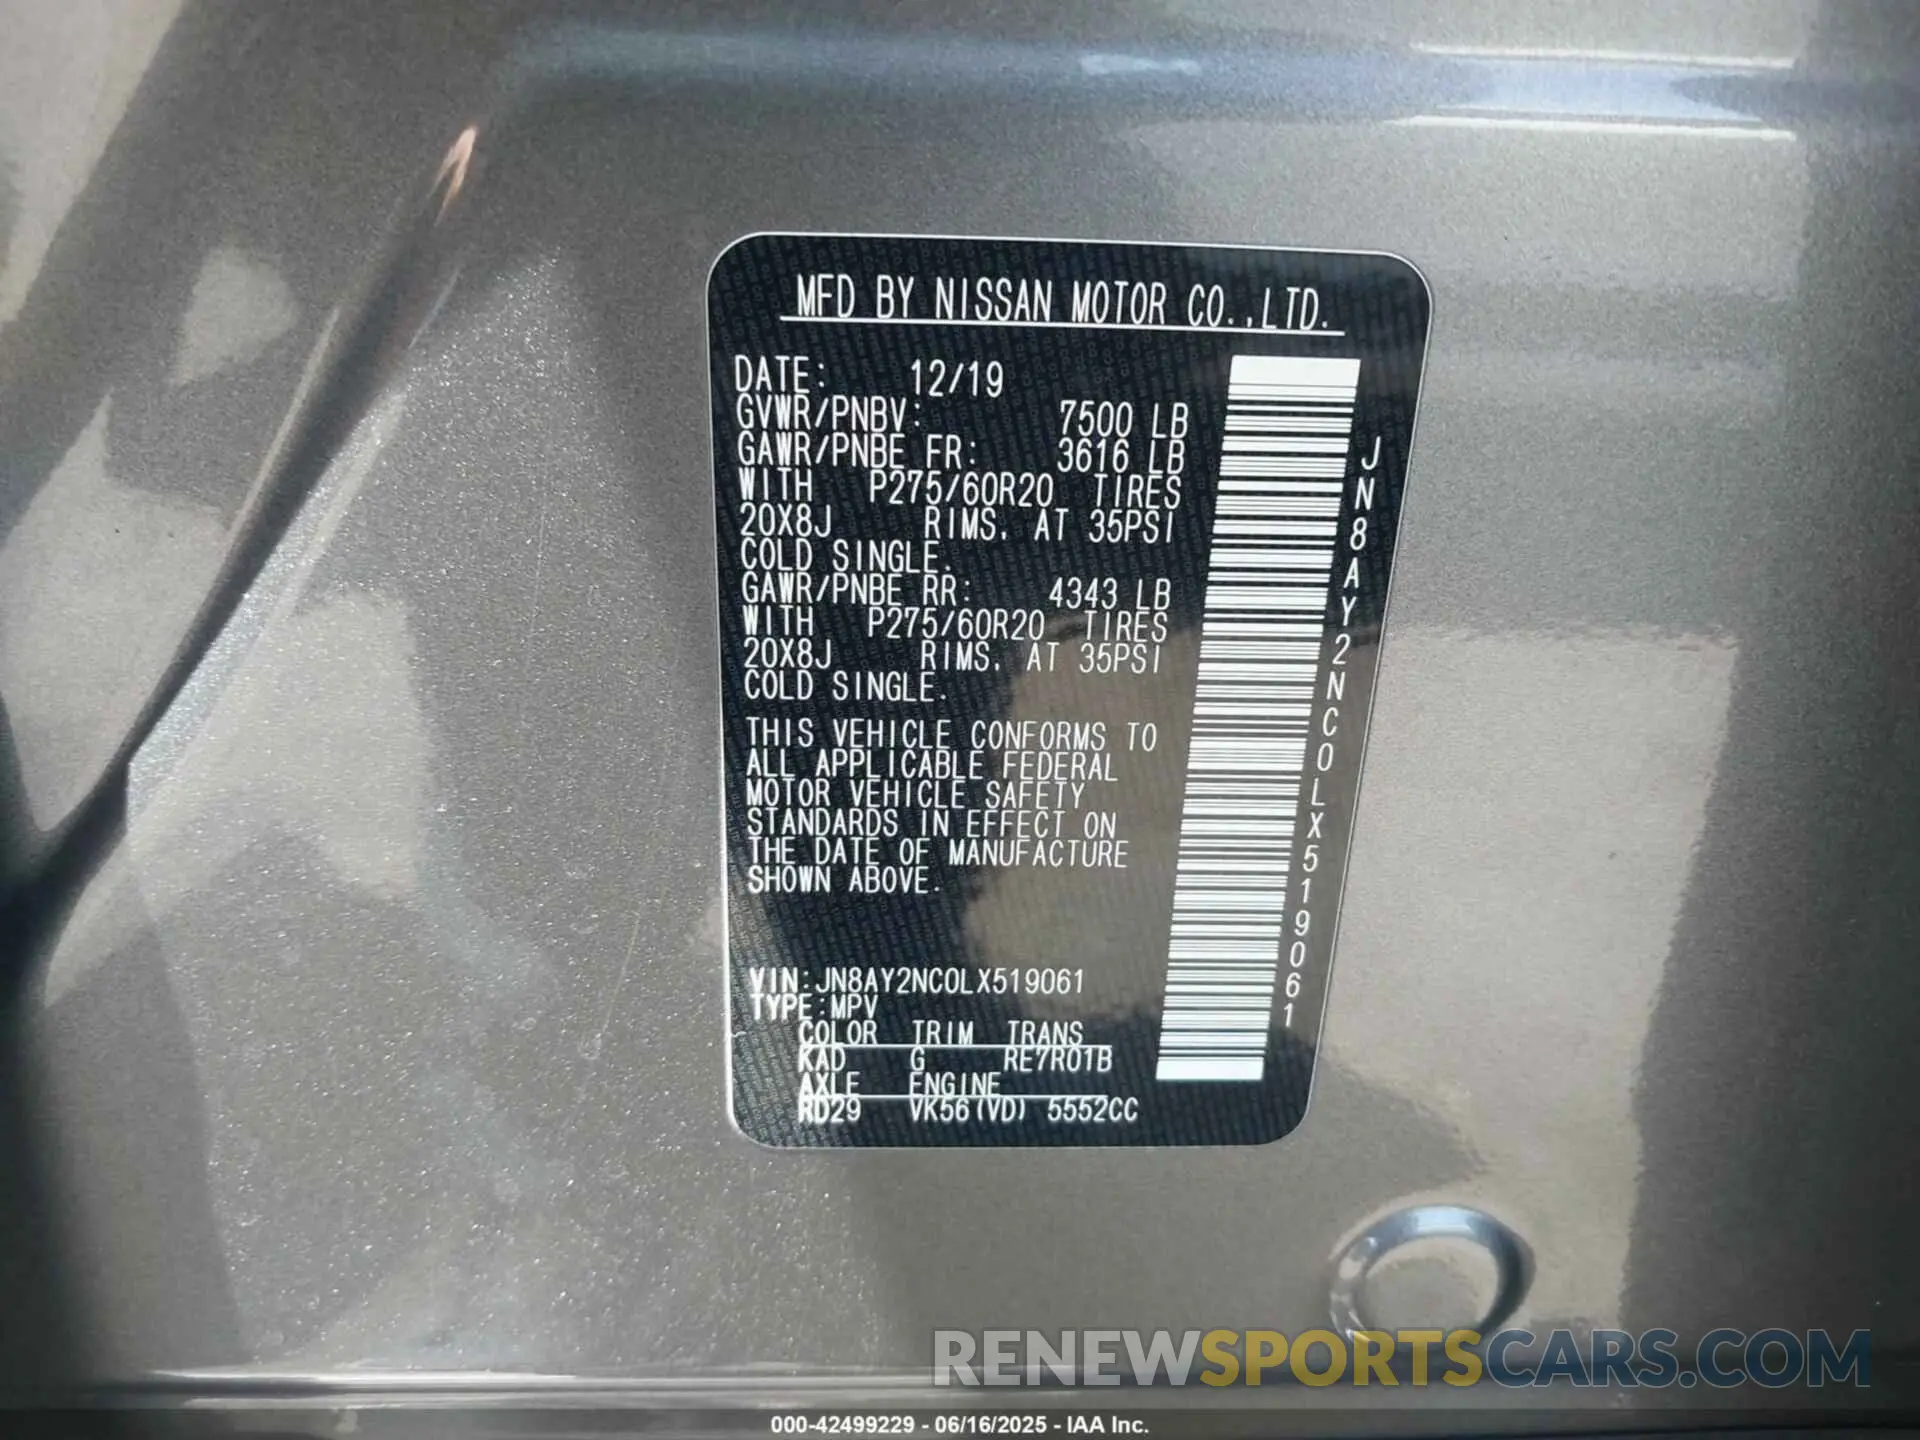 MFD BY NISSAN MOTOR CO.,LTD.
DATE: 12/19
GVWR/PNBV: 7500 LB
GAWR/PNBE FR: 3616 LB
WITH P275/60R20 TIRES
20X8J RIMS. AT 35PSI
COLD SINGLE.
GAWR/PNBE RR: 4343 LB
WITH P275/60R20 TIRES
20X8J RIMS. AT 35PSI
COLD SINGLE.
THIS VEHICLE CONFORMS TO
ALL APPLICABLE FEDERAL
MOTOR VEHICLE SAFETY
STANDARDS IN EFFECT ON
THE DATE OF MANUFACTURE
SHOWN ABOVE.
VIN:JN8AY2NC0LX519061
TYPE:MPV
COLOR TRIM TRANS
KAD G RE7R01B
AXLE ENGINE
RD29 VK56(VD) 5552CC
JN8AY2NC0LX519061
RENEWSPORTSCARS.COM
000-42499229 - 06/16/2025 - IAA Inc.